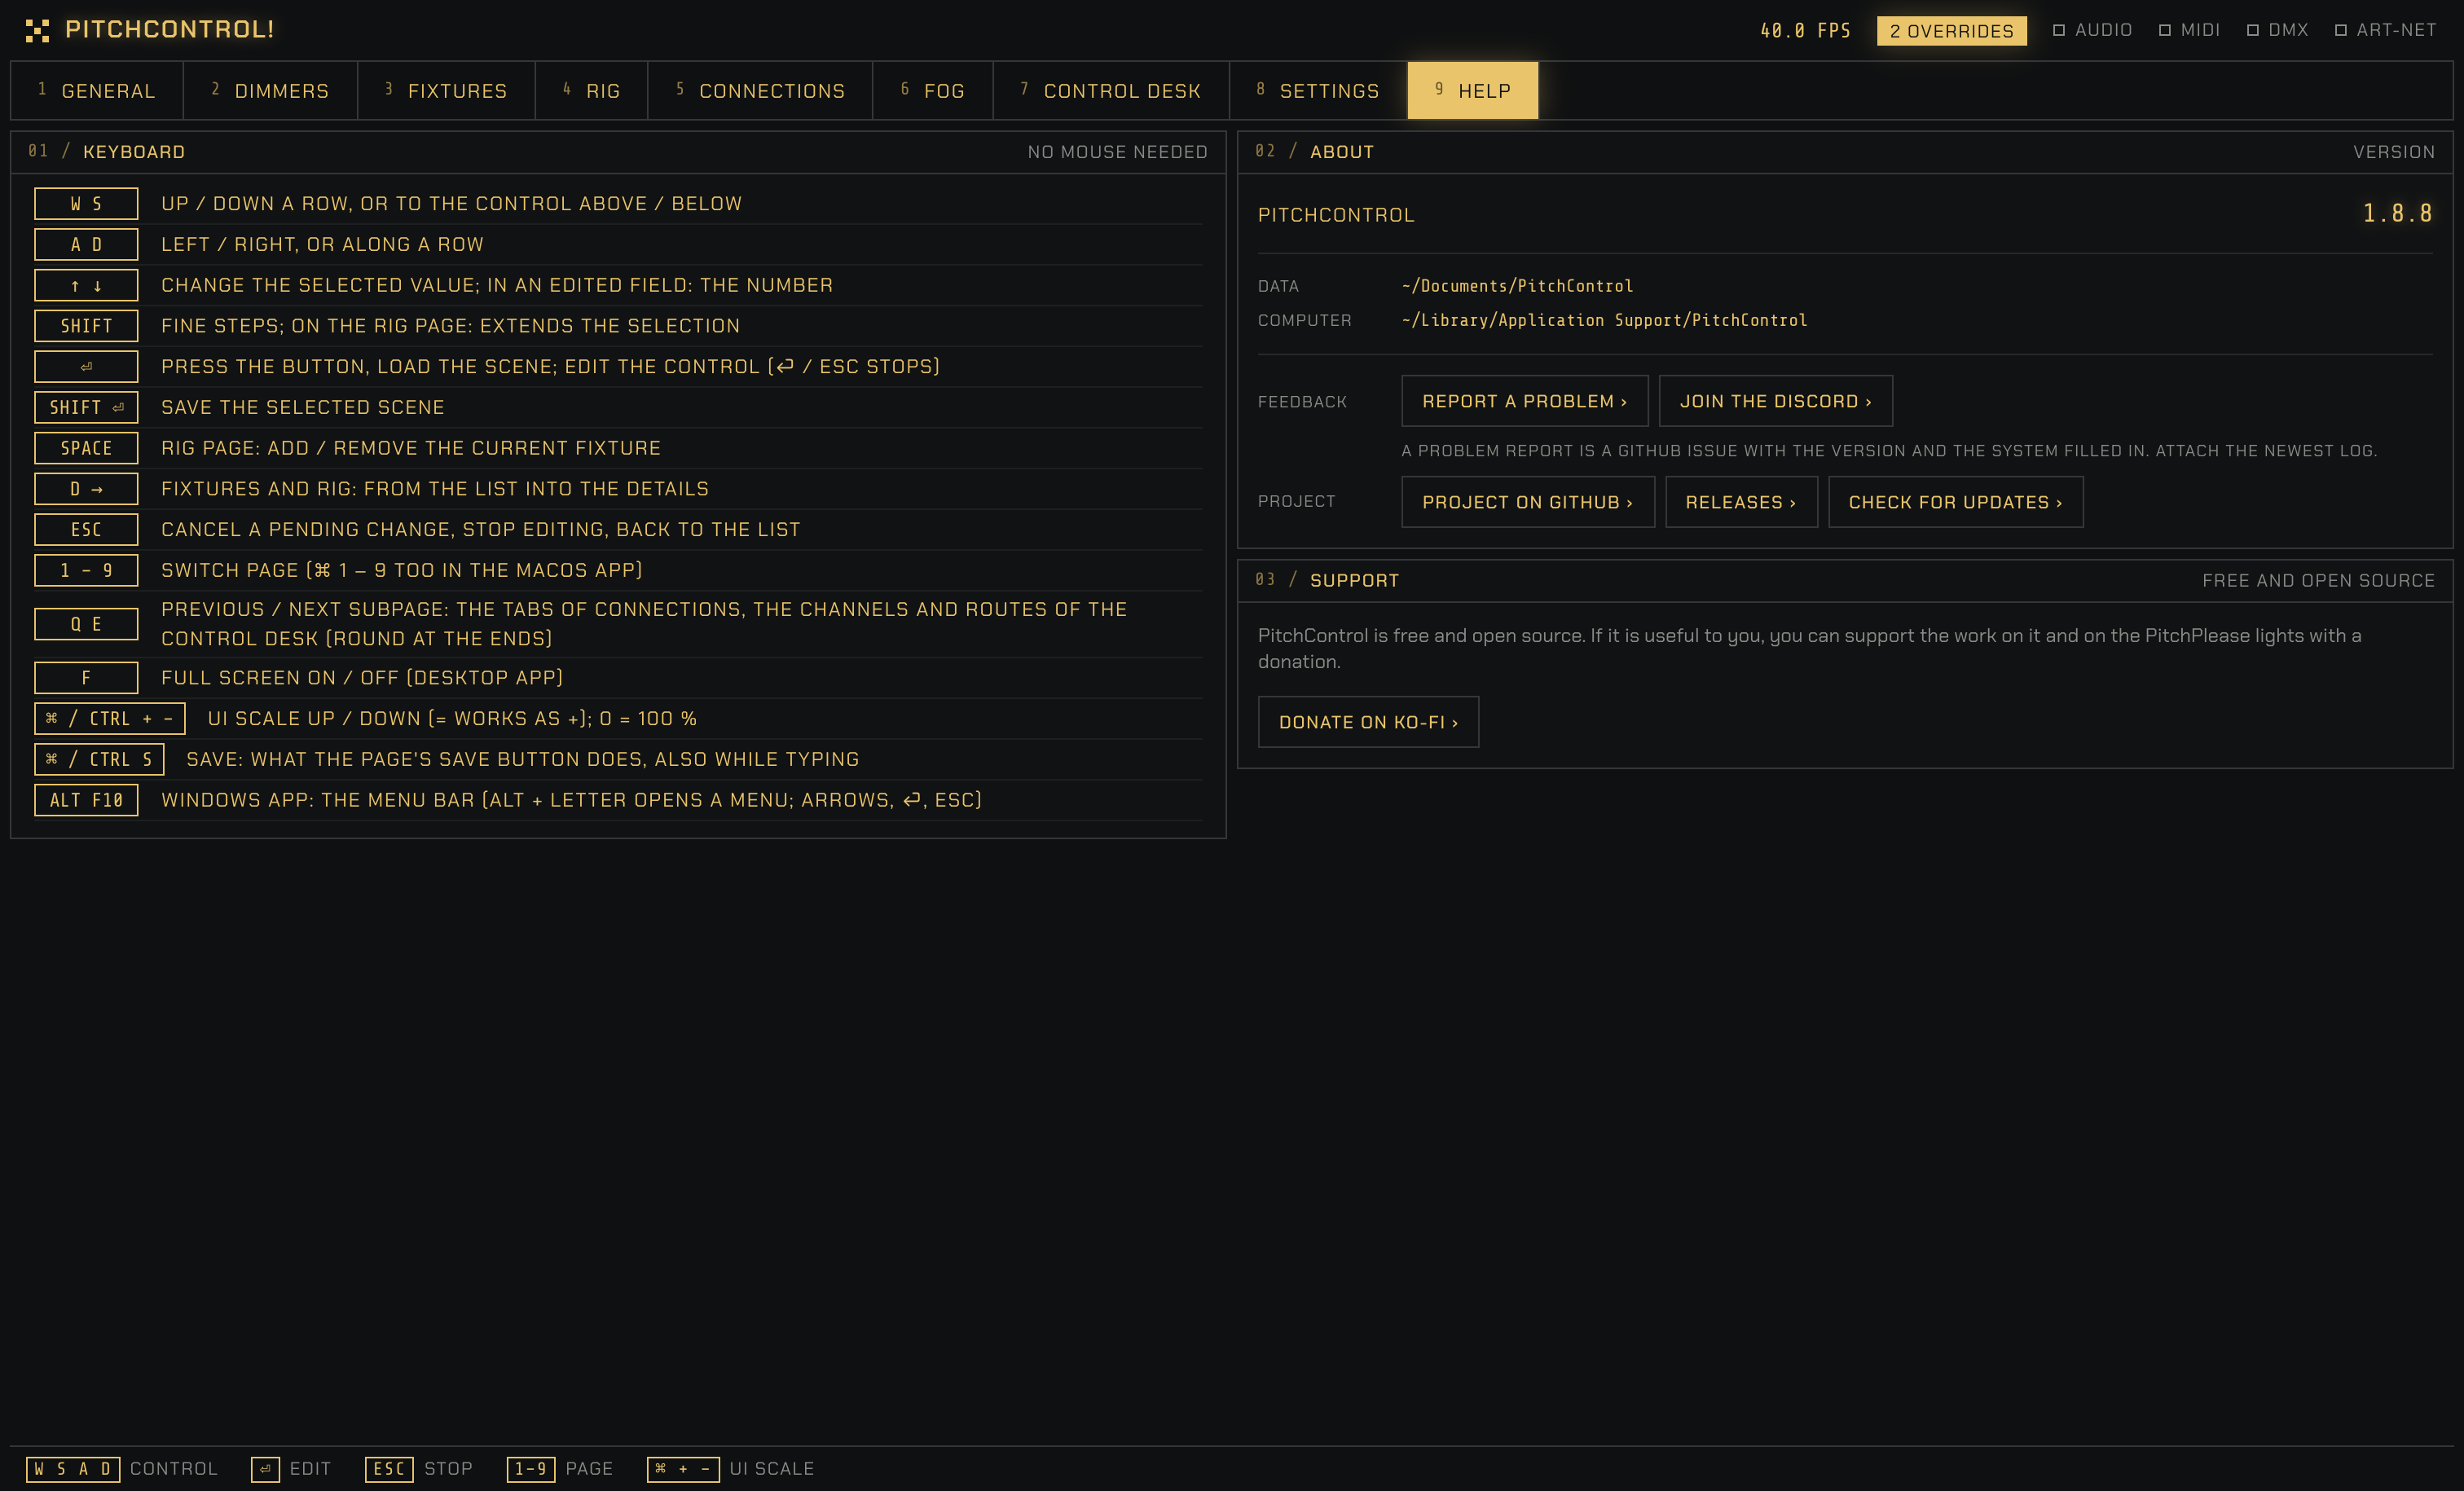 PITCHCONTROL!
40.0 FPS 2 OVERRIDES AUDIO MIDI DMX ART-NET
1 GENERAL 2 DIMMERS 3 FIXTURES 4 RIG 5 CONNECTIONS 6 FOG 7 CONTROL DESK 8 SETTINGS 9 HELP
01 / KEYBOARD NO MOUSE NEEDED
W S UP / DOWN A ROW, OR TO THE CONTROL ABOVE / BELOW
A D LEFT / RIGHT, OR ALONG A ROW
↑ ↓ CHANGE THE SELECTED VALUE; IN AN EDITED FIELD: THE NUMBER
SHIFT FINE STEPS; ON THE RIG PAGE: EXTENDS THE SELECTION
⏎ PRESS THE BUTTON, LOAD THE SCENE; EDIT THE CONTROL (⏎ / ESC STOPS)
SHIFT ⏎ SAVE THE SELECTED SCENE
SPACE RIG PAGE: ADD / REMOVE THE CURRENT FIXTURE
D → FIXTURES AND RIG: FROM THE LIST INTO THE DETAILS
ESC CANCEL A PENDING CHANGE, STOP EDITING, BACK TO THE LIST
1 – 9 SWITCH PAGE (⌘ 1 – 9 TOO IN THE MACOS APP)
Q E PREVIOUS / NEXT SUBPAGE: THE TABS OF CONNECTIONS, THE CHANNELS AND ROUTES OF THE
CONTROL DESK (ROUND AT THE ENDS)
F FULL SCREEN ON / OFF (DESKTOP APP)
⌘ / CTRL + − UI SCALE UP / DOWN (= WORKS AS +); 0 = 100 %
⌘ / CTRL S SAVE: WHAT THE PAGE'S SAVE BUTTON DOES, ALSO WHILE TYPING
ALT F10 WINDOWS APP: THE MENU BAR (ALT + LETTER OPENS A MENU; ARROWS, ⏎, ESC)
02 / ABOUT VERSION
PITCHCONTROL 1.8.8
DATA ~/Documents/PitchControl
COMPUTER ~/Library/Application Support/PitchControl
FEEDBACK REPORT A PROBLEM › JOIN THE DISCORD ›
A PROBLEM REPORT IS A GITHUB ISSUE WITH THE VERSION AND THE SYSTEM FILLED IN. ATTACH THE NEWEST LOG.
PROJECT PROJECT ON GITHUB › RELEASES › CHECK FOR UPDATES ›
03 / SUPPORT FREE AND OPEN SOURCE
PitchControl is free and open source. If it is useful to you, you can support the work on it and on the PitchPlease lights with a
donation.
DONATE ON KO-FI ›
W S A D CONTROL ⏎ EDIT ESC STOP 1–9 PAGE ⌘ + − UI SCALE